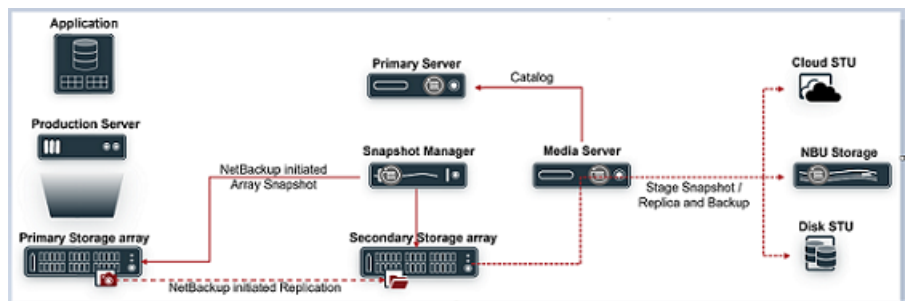 Application
Production Server
Primary Storage array
NetBackup initiated
Array Snapshot
NetBackup initiated Replication
Primary Server
Snapshot Manager
Secondary Storage array
Catalog
Media Server
Stage Snapshot /
Replica and Backup
Cloud STU
NBU Storage
Disk STU